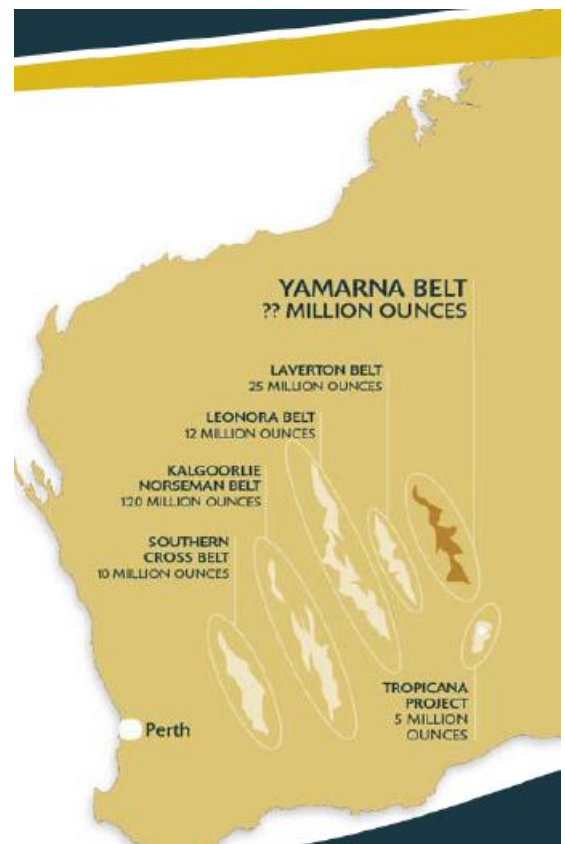 YAMARNA BELT
?? MILLION OUNCES
LAVERTON BELT
25 MILLION OUNCES
LEONORA BELT
12 MILLION OUNCES
KALGOORLIE
NORSEMAN BELT
120 MILLION OUNCES
SOUTHERN
CROSS BELT
10 MILLION OUNCES
TROPICANA
PROJECT
5 MILLION
OUNCES
Perth